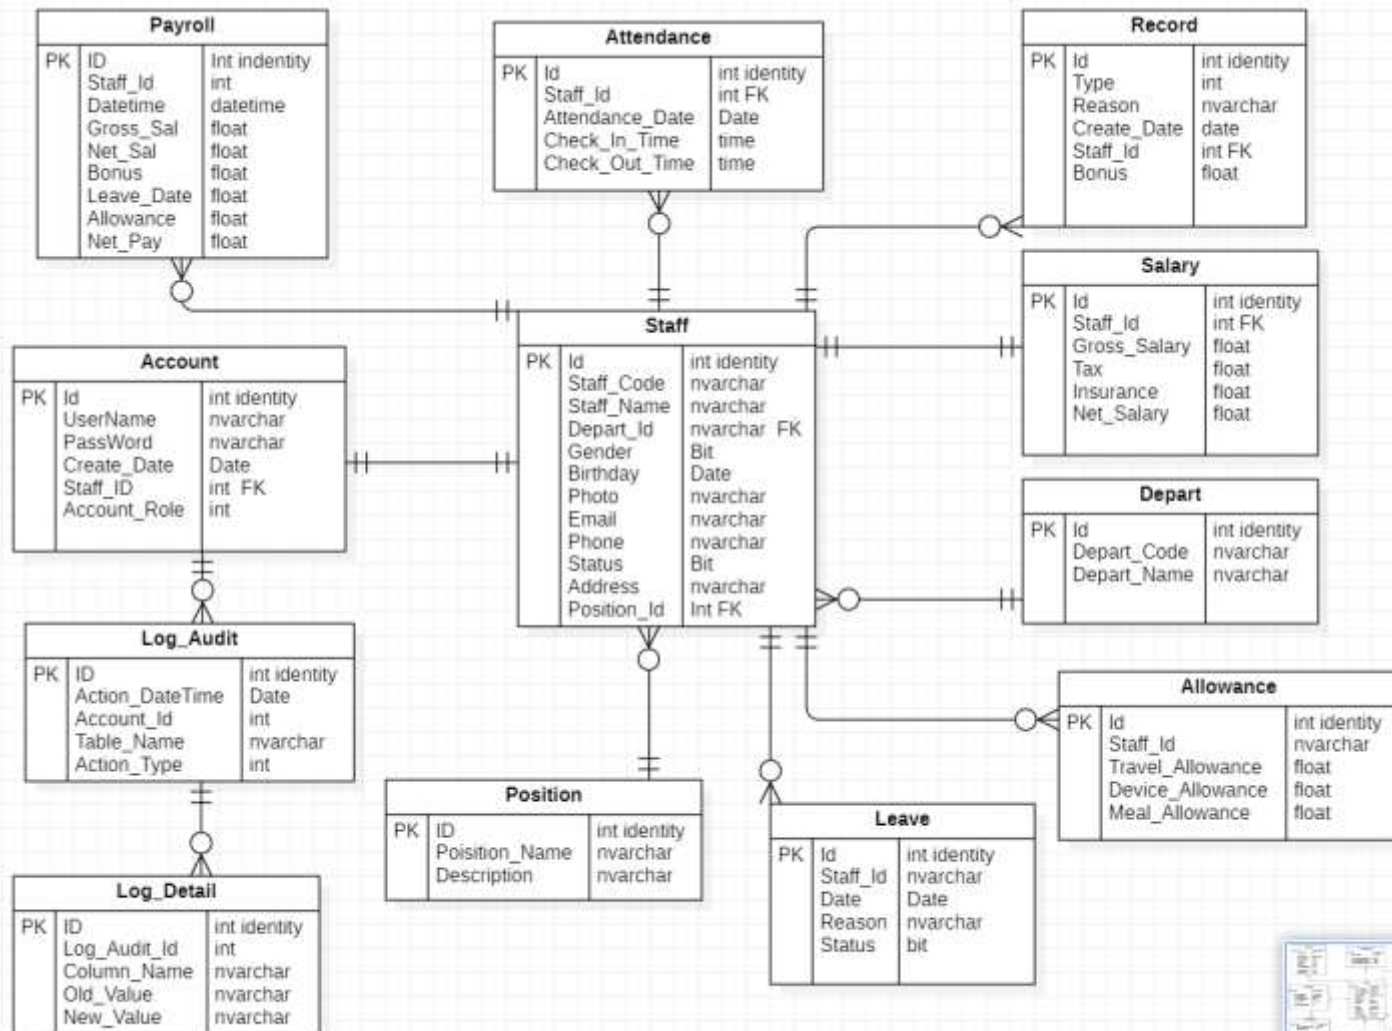 Payroll
PK ID Int indentity
Staff_Id int
Datetime datetime
Gross_Sal float
Net_Sal float
Bonus float
Leave_Date float
Allowance float
Net_Pay float
Attendance
PK Id int identity
Staff_Id int FK
Attendance_Date Date
Check_In_Time time
Check_Out_Time time
Record
PK Id int identity
Type int
Reason nvarchar
Create_Date date
Staff_Id int FK
Bonus float
Salary
PK Id int identity
Staff_Id int FK
Gross_Salary float
Tax float
Insurance float
Net_Salary float
Staff
PK Id int identity
Staff_Code nvarchar
Staff_Name nvarchar
Depart_Id nvarchar FK
Gender Bit
Birthday Date
Photo nvarchar
Email nvarchar
Phone nvarchar
Status Bit
Address nvarchar
Position_Id Int FK
Account
PK Id int identity
UserName nvarchar
PassWord nvarchar
Create_Date Date
Staff_ID int FK
Account_Role int
Depart
PK Id int identity
Depart_Code nvarchar
Depart_Name nvarchar
Log_Audit
PK ID int identity
Action_DateTime Date
Account_Id int
Table_Name nvarchar
Action_Type int
Allowance
PK Id int identity
Staff_Id nvarchar
Travel_Allowance float
Device_Allowance float
Meal_Allowance float
Position
PK ID int identity
Poisition_Name nvarchar
Description nvarchar
Leave
PK Id int identity
Staff_Id nvarchar
Date Date
Reason nvarchar
Status bit
Log_Detail
PK ID int identity
Log_Audit_Id int
Column_Name nvarchar
Old_Value nvarchar
New_Value nvarchar